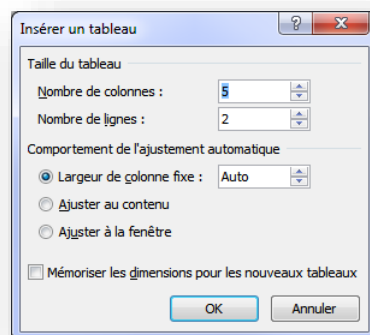 Insérer un tableau
Taille du tableau
Nombre de colonnes : 5
Nombre de lignes : 2
Comportement de l'ajustement automatique
Largeur de colonne fixe : Auto
Ajuster au contenu
Ajuster à la fenêtre
Mémoriser les dimensions pour les nouveaux tableaux
OK Annuler